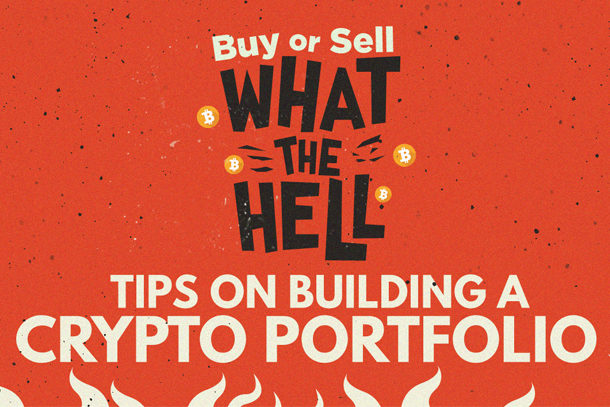 Buy or Sell
WHAT
THE
HELL
TIPS ON BUILDING A
CRYPTO PORTFOLIO